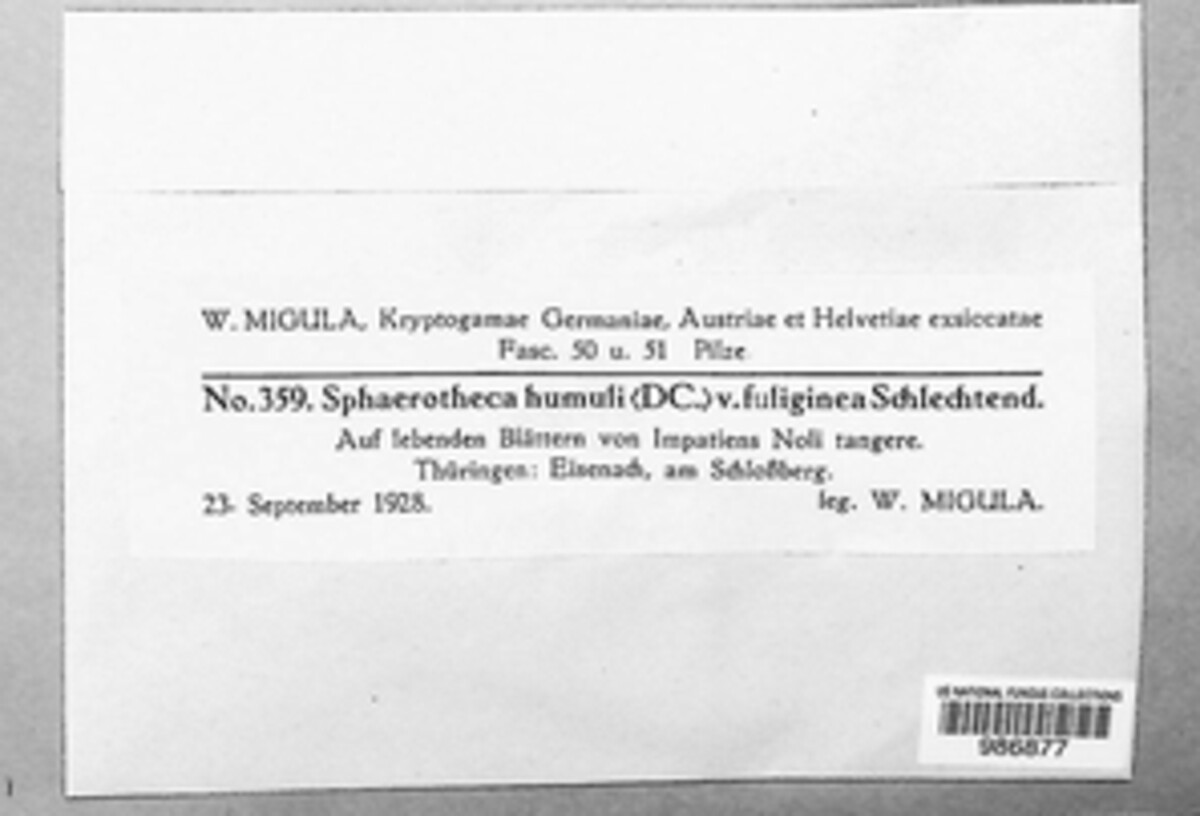 W. MIGULA, Kryptogamae Germaniae, Austriae et Helvetiae exsiccatae
Fasc. 50 u. 51 Pilze
No. 359. Sphaerotheca humuli (DC.) v. fuliginea Schlechtend.
Auf lebenden Blättern von Impatiens Noli tangere.
Thüringen: Eisenach, am Schloßberg.
23. September 1928. leg. W. MIGULA.
US NATIONAL FUNGUS COLLECTIONS
986877